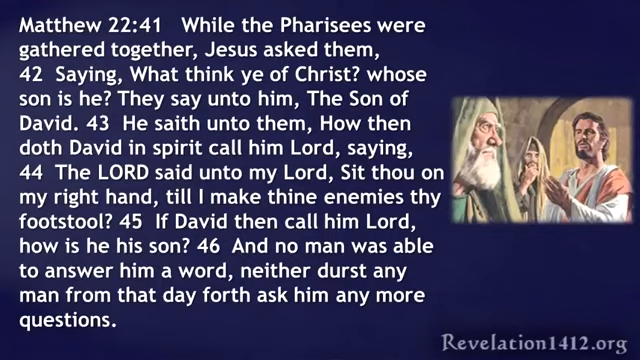 Matthew 22:41 While the Pharisees were
gathered together, Jesus asked them,
42 Saying, What think ye of Christ? whose
son is he? They say unto him, The Son of
David. 43 He saith unto them, How then
doth David in spirit call him Lord, saying,
44 The LORD said unto my Lord, Sit thou on
my right hand, till I make thine enemies thy
footstool? 45 If David then call him Lord,
how is he his son? 46 And no man was able
to answer him a word, neither durst any
man from that day forth ask him any more
questions.
Revelation1412.org